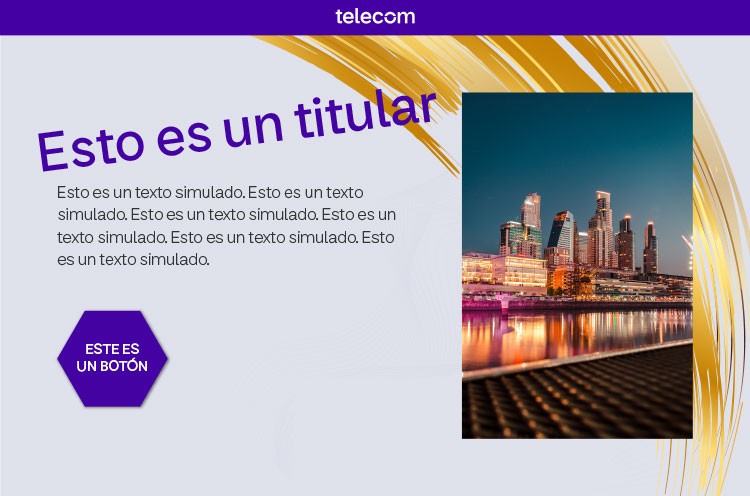 telecom
Esto es un titular
Esto es un texto simulado. Esto es un texto
simulado. Esto es un texto simulado. Esto es un
texto simulado. Esto es un texto simulado. Esto
es un texto simulado.
ESTE ES
UN BOTÓN